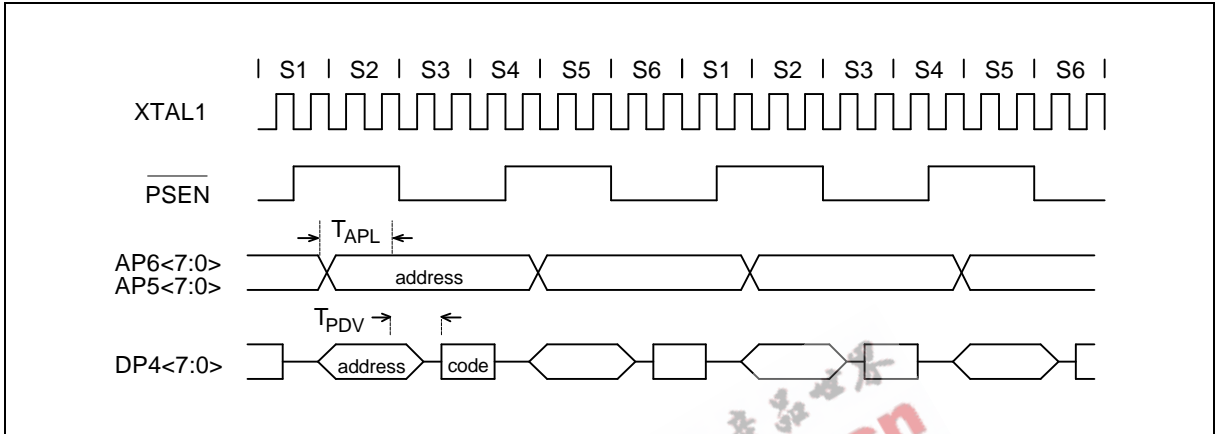 S1 S2 S3 S4 S5 S6 S1 S2 S3 S4 S5 S6
XTAL1
PSEN
TAPL
AP6<7:0>
AP5<7:0>
address
TPDV
DP4<7:0>
address code